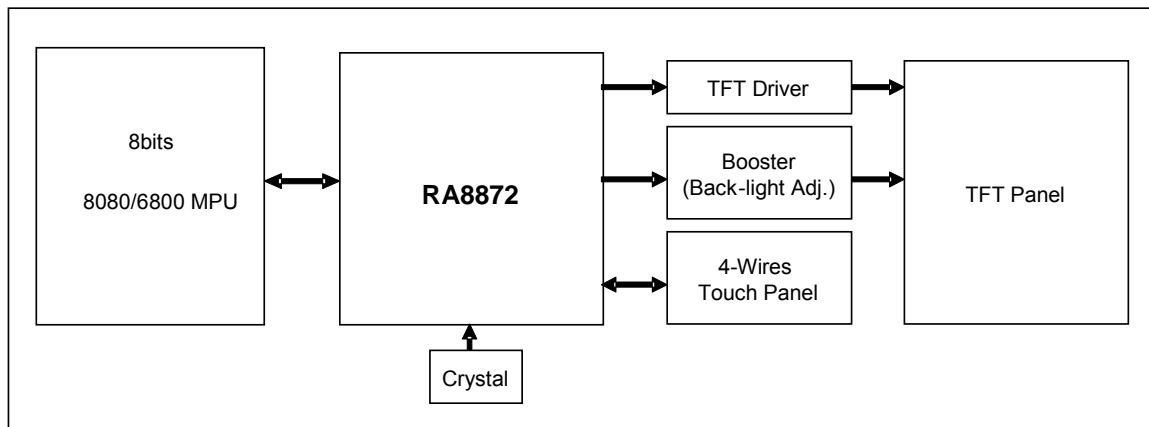 8bits
8080/6800 MPU
RA8872
TFT Driver
Booster
(Back-light Adj.)
4-Wires
Touch Panel
TFT Panel
Crystal